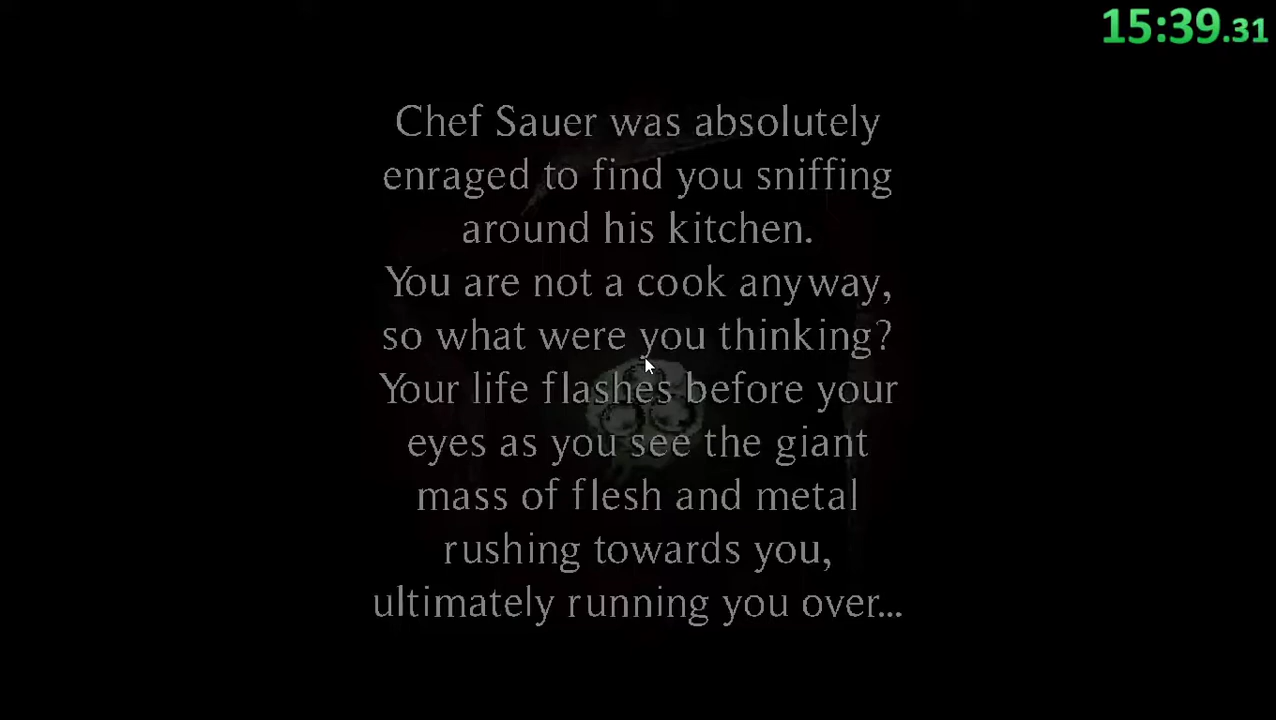 15:39.31
Chef Sauer was absolutely
enraged to find you sniffing
around his kitchen.
You are not a cook anyway,
so what were you thinking?
Your life flashes before your
eyes as you see the giant
mass of flesh and metal
rushing towards you,
ultimately running you over...